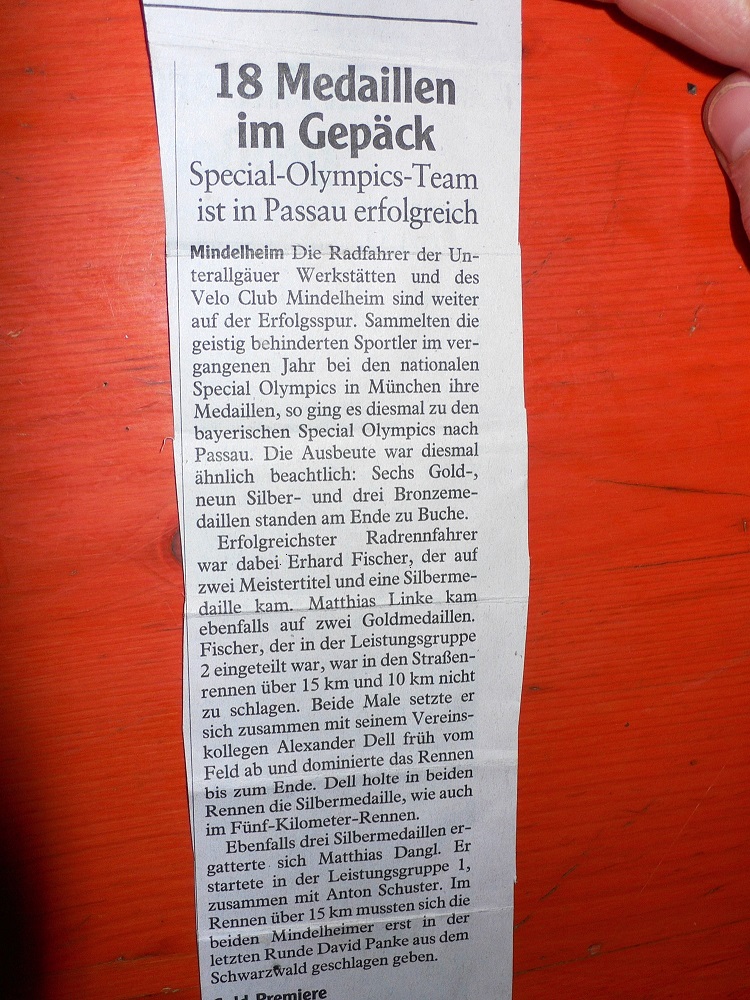 18 Medaillen
im Gepäck
Special-Olympics-Team
ist in Passau erfolgreich
Mindelheim Die Radfahrer der Un-
terallgäuer Werkstätten und des
Velo Club Mindelheim sind weiter
auf der Erfolgsspur. Sammelten die
geistig behinderten Sportler im ver-
gangenen Jahr bei den nationalen
Special Olympics in München ihre
Medaillen, so ging es diesmal zu den
bayerischen Special Olympics nach
Passau. Die Ausbeute war diesmal
ähnlich beachtlich: Sechs Gold-,
neun Silber- und drei Bronzeme-
daillen standen am Ende zu Buche.
Erfolgreichster Radrennfahrer
war dabei Erhard Fischer, der auf
zwei Meistertitel und eine Silberme-
daille kam. Matthias Linke kam
ebenfalls auf zwei Goldmedaillen.
Fischer, der in der Leistungsgruppe
2 eingeteilt war, war in den Straßen-
rennen über 15 km und 10 km nicht
zu schlagen. Beide Male setzte er
sich zusammen mit seinem Vereins-
kollegen Alexander Dell früh vom
Feld ab und dominierte das Rennen
bis zum Ende. Dell holte in beiden
Rennen die Silbermedaille, wie auch
im Fünf-Kilometer-Rennen.
Ebenfalls drei Silbermedaillen er-
gatterte sich Matthias Dangl. Er
startete in der Leistungsgruppe 1,
zusammen mit Anton Schuster. Im
Rennen über 15 km mussten sich die
beiden Mindelheimer erst in der
letzten Runde David Panke aus dem
Schwarzwald geschlagen geben.
Premiere